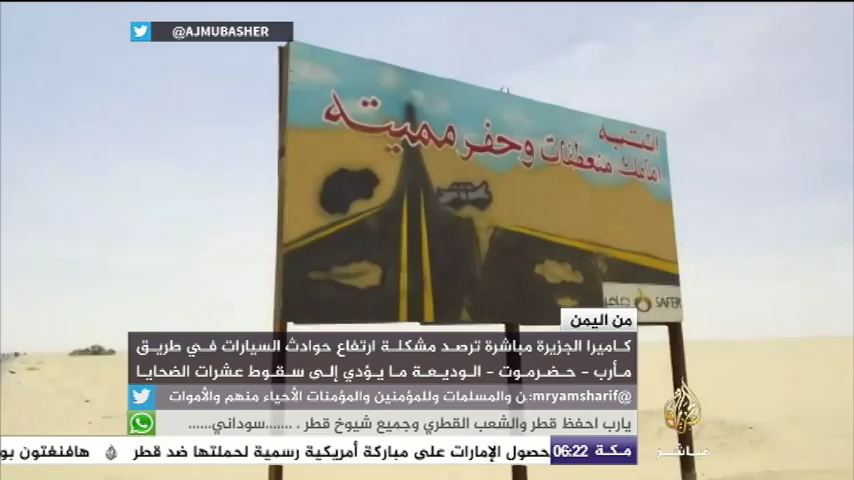 @AJMUBASHER
انتبه
امامك منعطفات وحفر مميته
صافر SAFER
من اليمن
كاميرا الجزيرة مباشرة ترصد مشكلة ارتفاع حوادث السيارات في طريق
مأرب - حضرموت - الوديعة ما يؤدي إلى سقوط عشرات الضحايا
@mryamsharif:ن والمسلمات وللمؤمنين والمؤمنات الأحياء منهم والأموات
يارب احفظ قطر والشعب القطري وجميع شيوخ قطر . .......سوداني......
مكة 06:22 حصول الإمارات على مباركة أمريكية رسمية لحملتها ضد قطر هافنغتون بو
مباشر